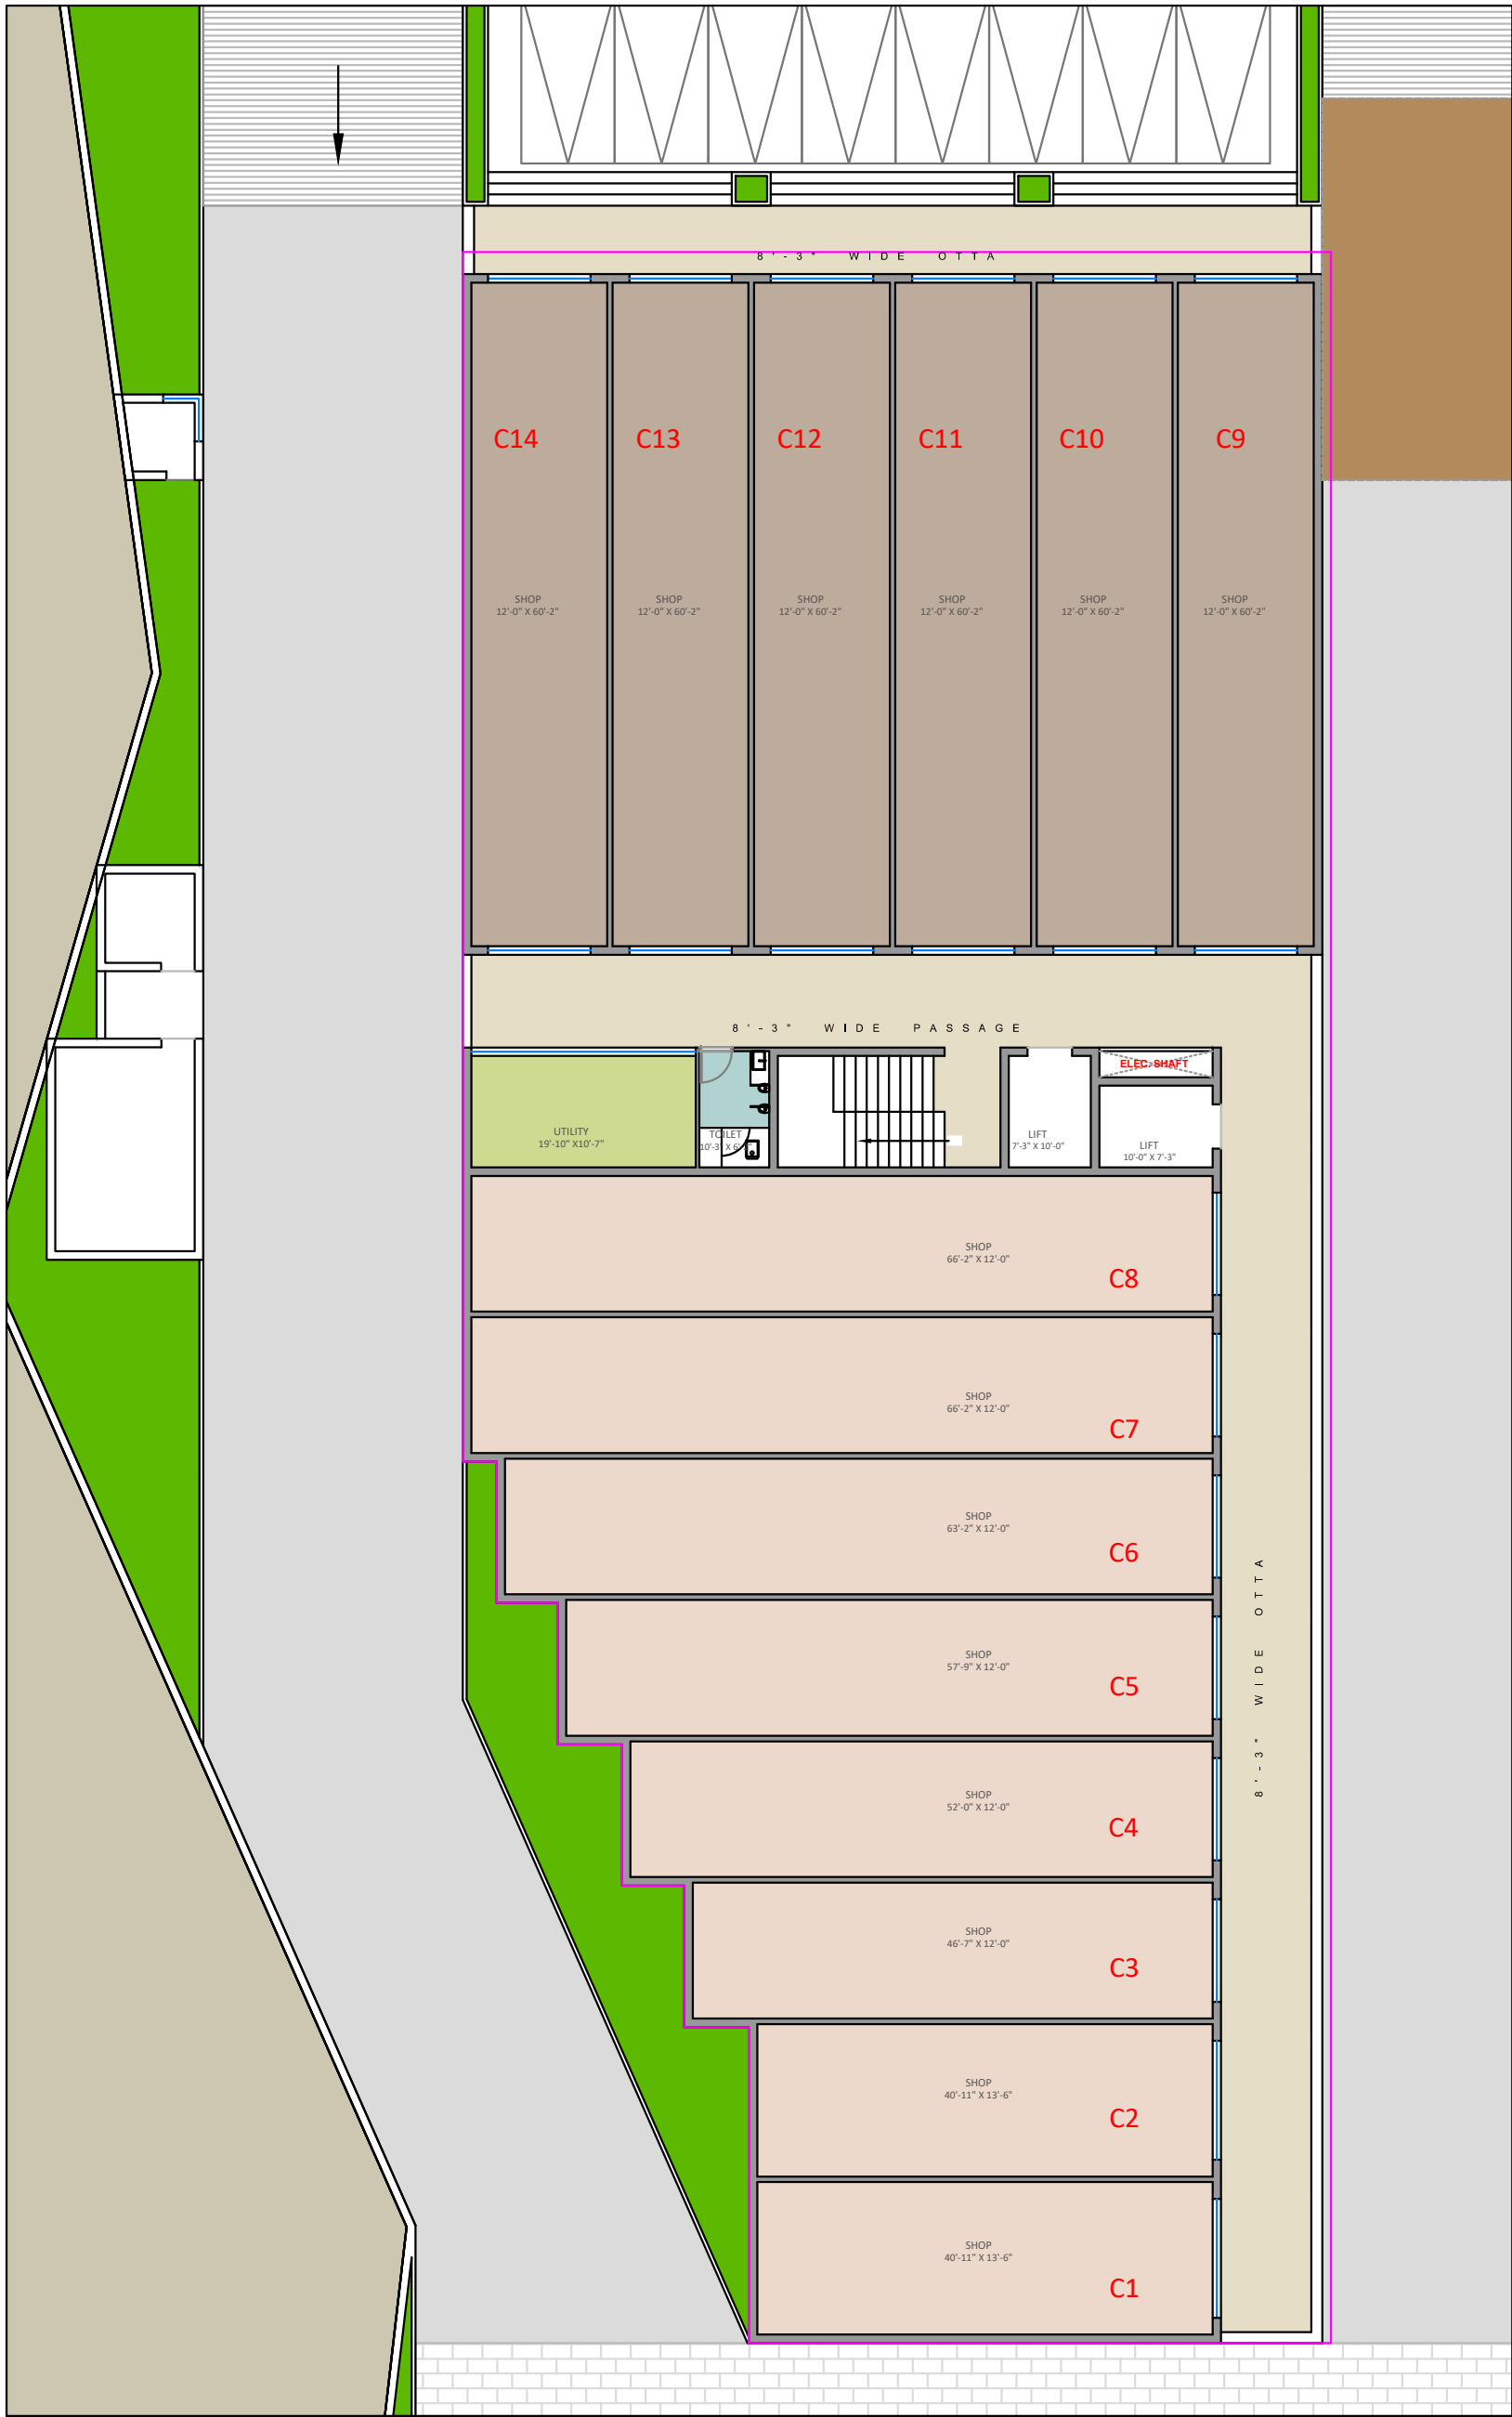 8'-3" WIDE OTTA
C14 C13 C12 C11 C10 C9
SHOP SHOP SHOP SHOP SHOP SHOP
12'-0" X 60'-2" 12'-0" X 60'-2" 12'-0" X 60'-2" 12'-0" X 60'-2" 12'-0" X 60'-2" 12'-0" X 60'-2"
8'-3" WIDE PASSAGE
ELEC. SHAFT
UTILITY
19'-10" X10'-7"
TOILET
LIFT
7'-3" X 10'-0"
LIFT
10'-0" X 7'-3"
SHOP
66'-2" X 12'-0"
C8
SHOP
66'-2" X 12'-0"
C7
SHOP
63'-2" X 12'-0"
C6
8'-3" WIDE OTTA
SHOP
57'-9" X 12'-0"
C5
SHOP
52'-0" X 12'-0"
C4
SHOP
46'-7" X 12'-0"
C3
SHOP
40'-11" X 13'-6"
C2
SHOP
40'-11" X 13'-6"
C1